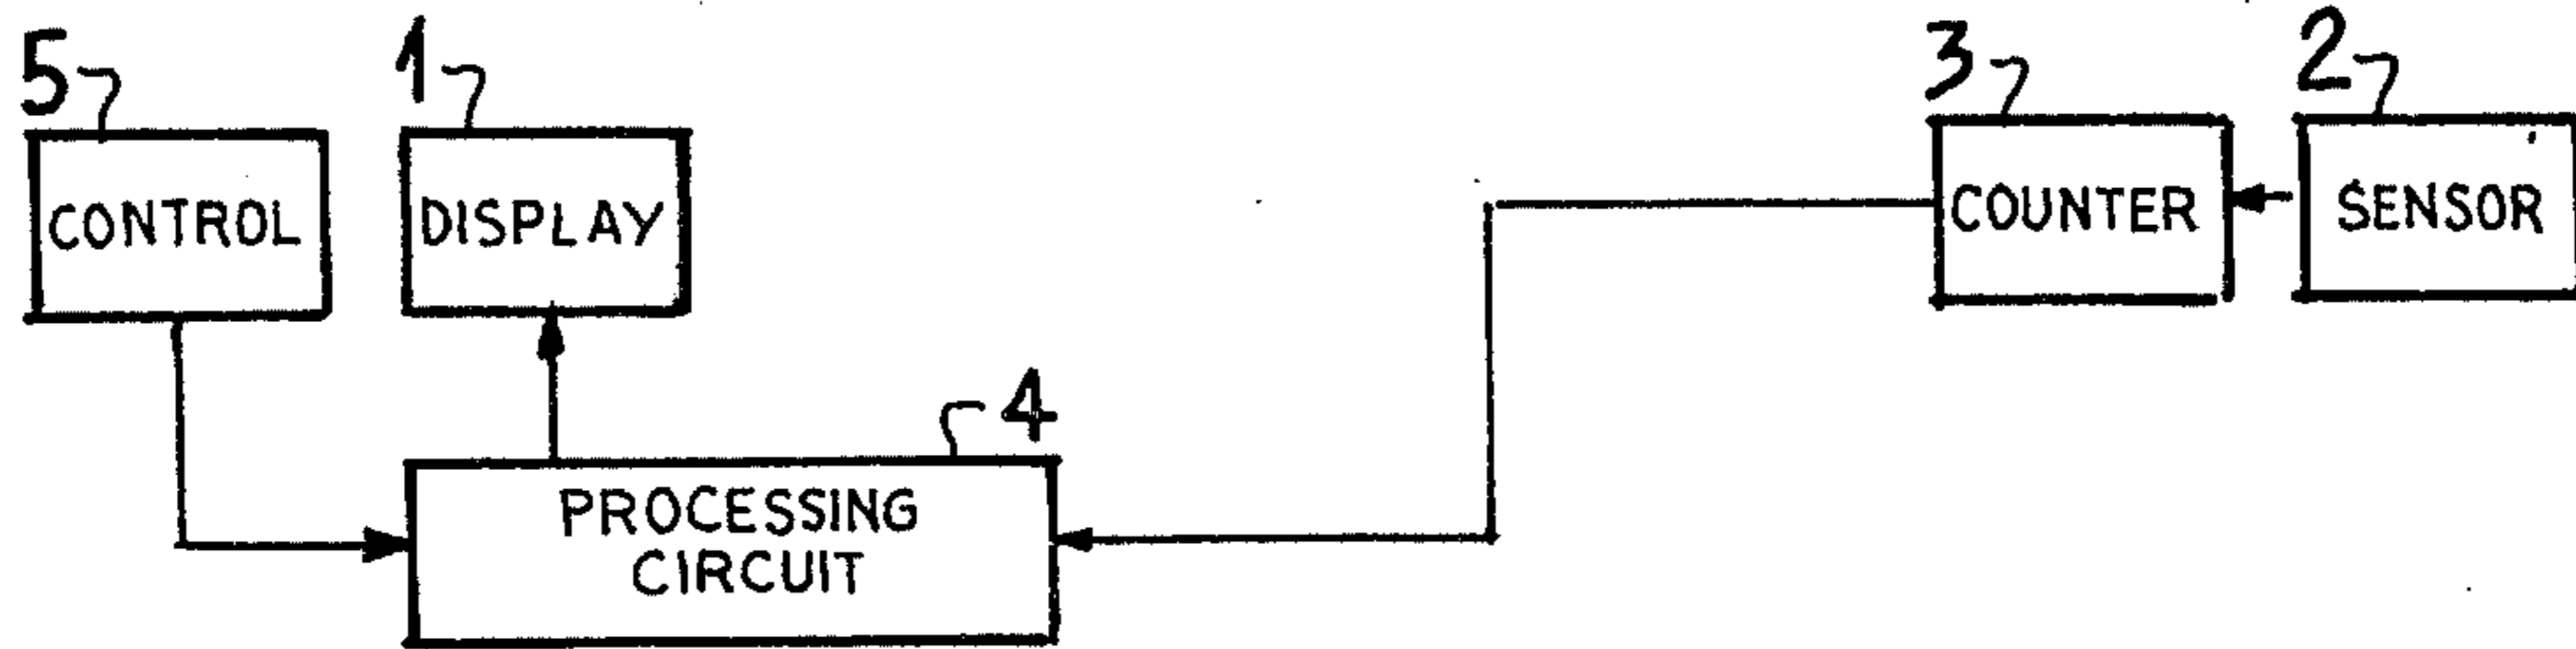 5
1
3
2
CONTROL
DISPLAY
COUNTER
SENSOR
4
PROCESSING
CIRCUIT